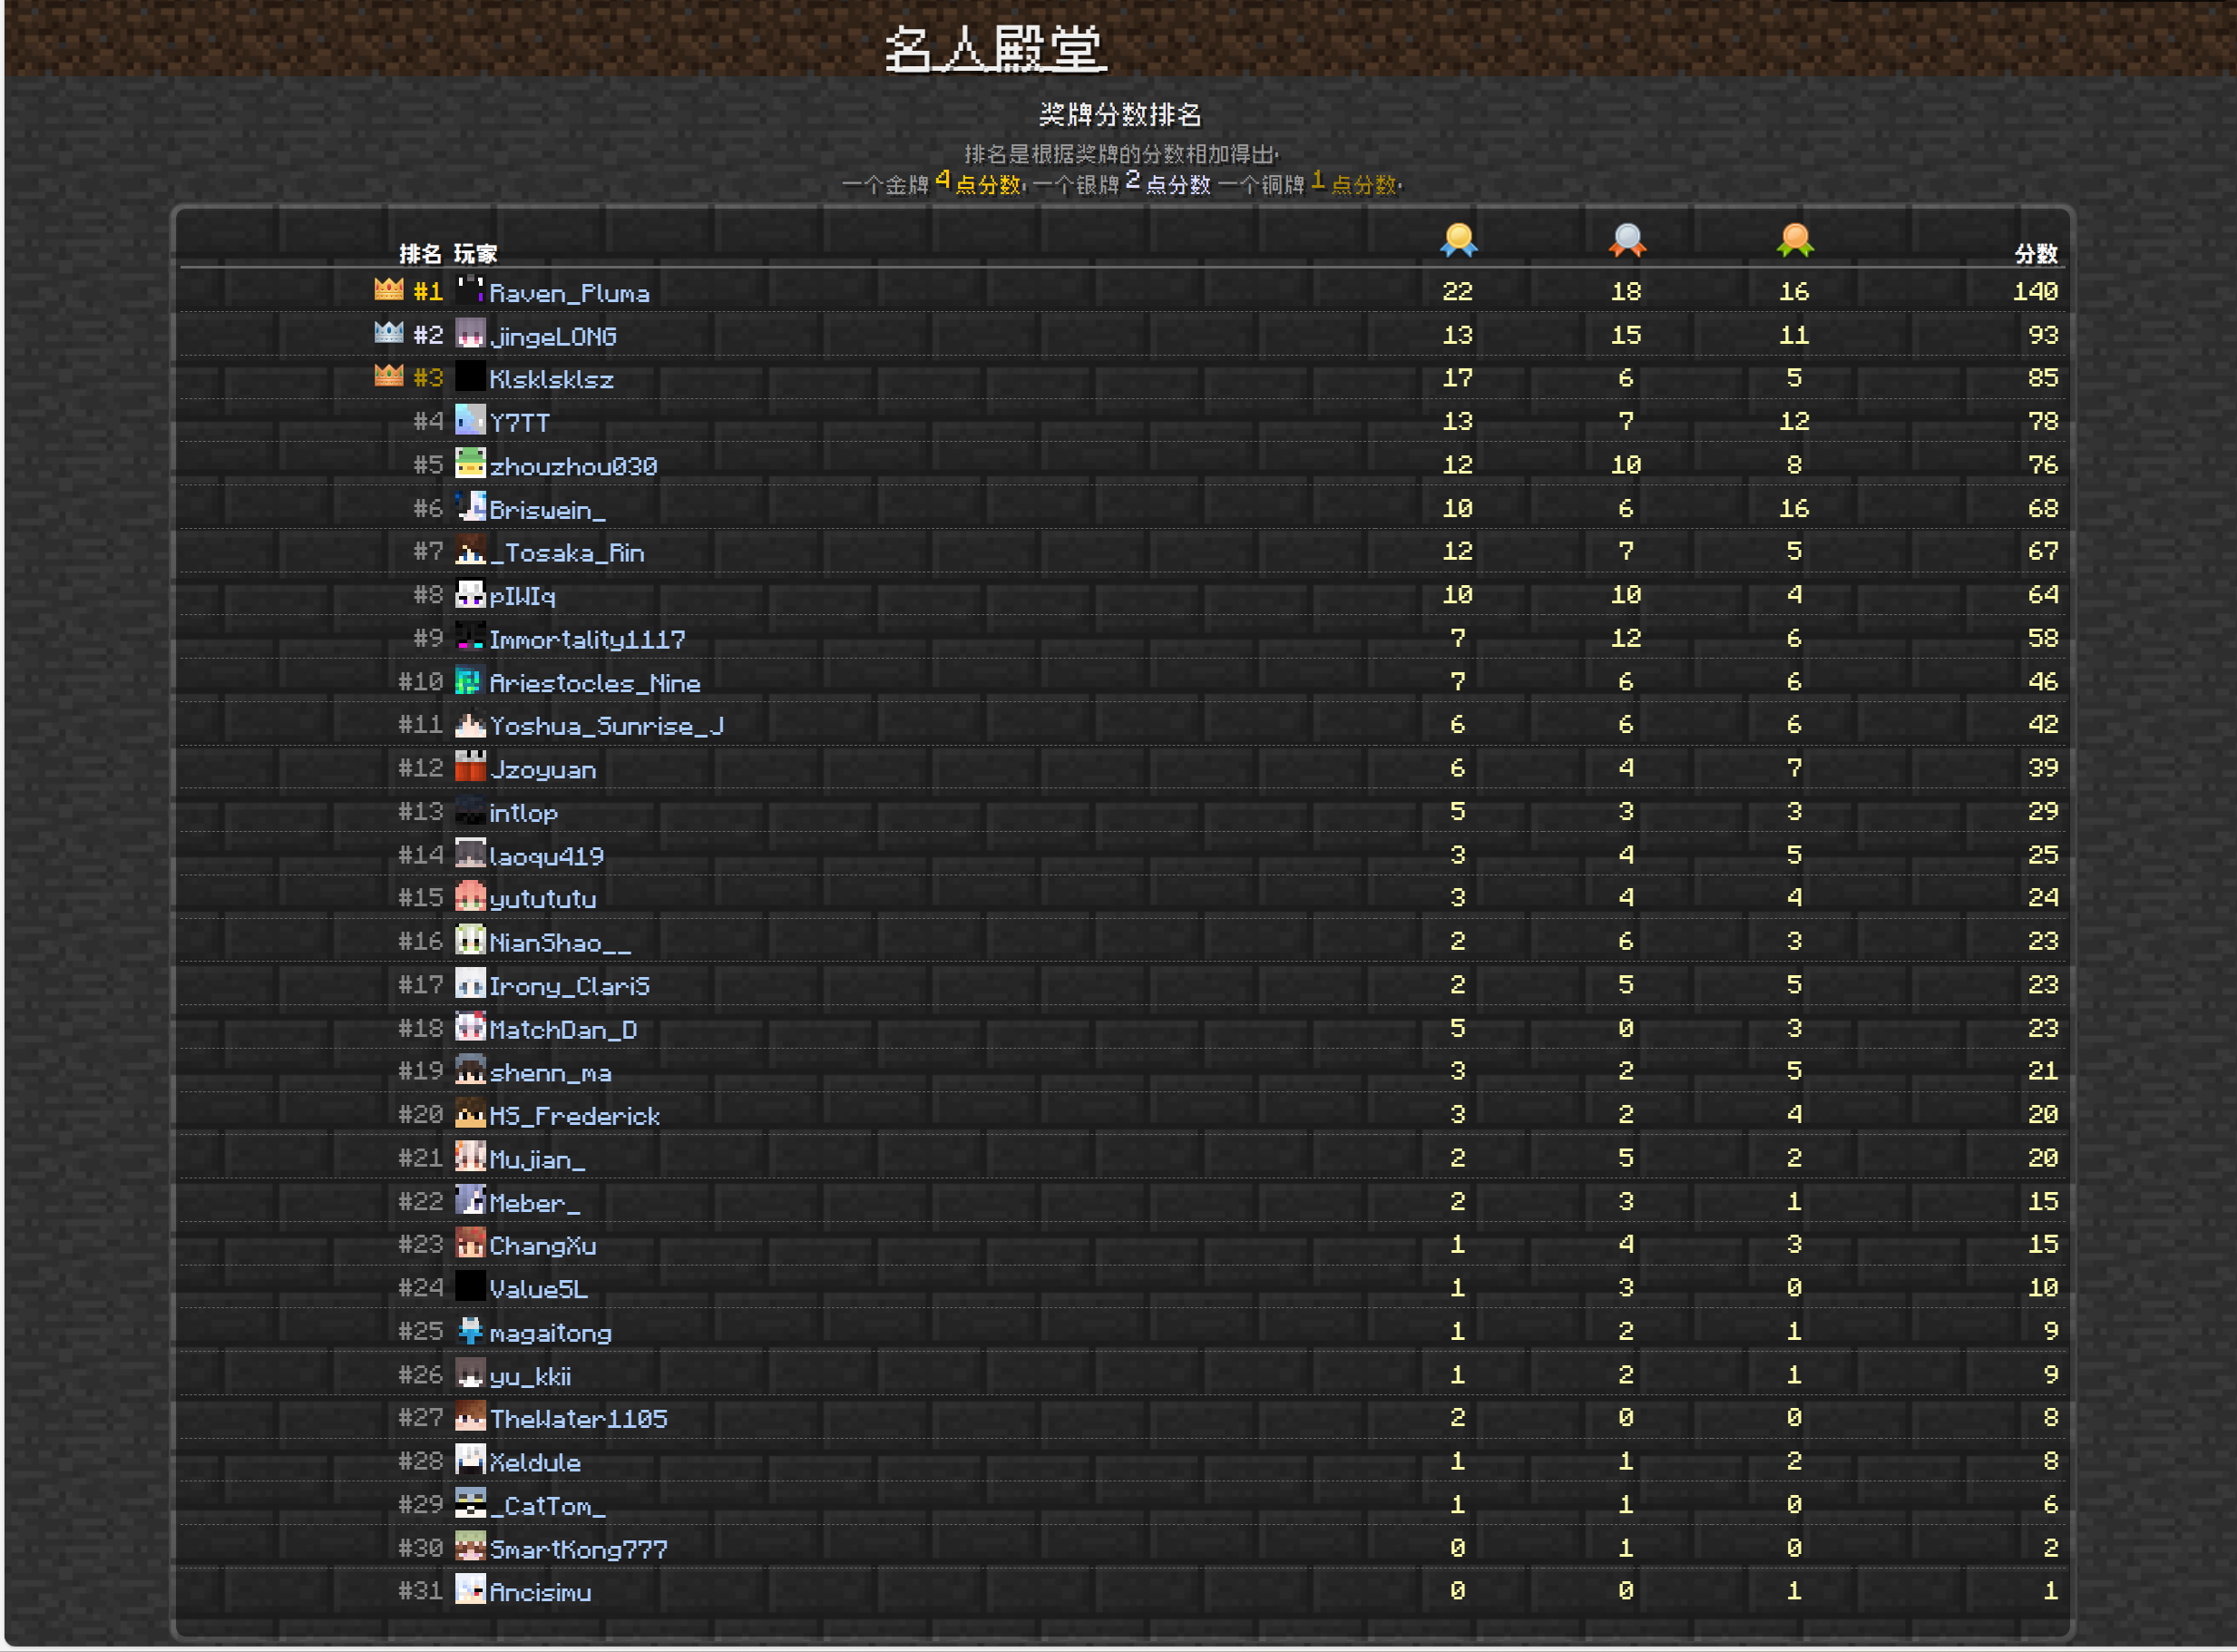 名人殿堂
奖牌分数排名
排名是根据奖牌的分数相加得出.
一个金牌 4 点分数, 一个银牌 2 点分数 一个铜牌 1 点分数.
排名 玩家 分数
#1 Raven_Pluma 22 18 16 140
#2 jingeLONG 13 15 11 93
#3 Klsklsklsz 17 6 5 85
#4 Y7TT 13 7 12 78
#5 zhouzhou030 12 10 8 76
#6 Briswein_ 10 6 16 68
#7 _Tosaka_Rin 12 7 5 67
#8 pIWIq 10 10 4 64
#9 Immortality1117 7 12 6 58
#10 Ariestocles_Nine 7 6 6 46
#11 Yoshua_Sunrise_J 6 6 6 42
#12 Jzoyuan 6 4 7 39
#13 intlop 5 3 3 29
#14 laoqu419 3 4 5 25
#15 yutututu 3 4 4 24
#16 NianShao__ 2 6 3 23
#17 Irony_ClariS 2 5 5 23
#18 MatchDan_D 5 0 3 23
#19 shenn_ma 3 2 5 21
#20 HS_Frederick 3 2 4 20
#21 Mujian_ 2 5 2 20
#22 Meber_ 2 3 1 15
#23 ChangXu 1 4 3 15
#24 Value5L 1 3 0 10
#25 magaitong 1 2 1 9
#26 yu_kkii 1 2 1 9
#27 TheWater1105 2 0 0 8
#28 Xeldule 1 1 2 8
#29 _CatTom_ 1 1 0 6
#30 SmartKong777 0 1 0 2
#31 Ancisimu 0 0 1 1